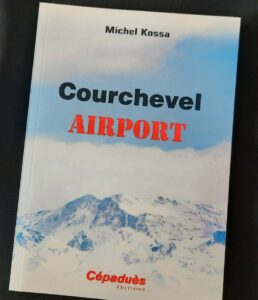 Michel Kossa
Courchevel
AIRPORT
Cépaduès
ÉDITIONS